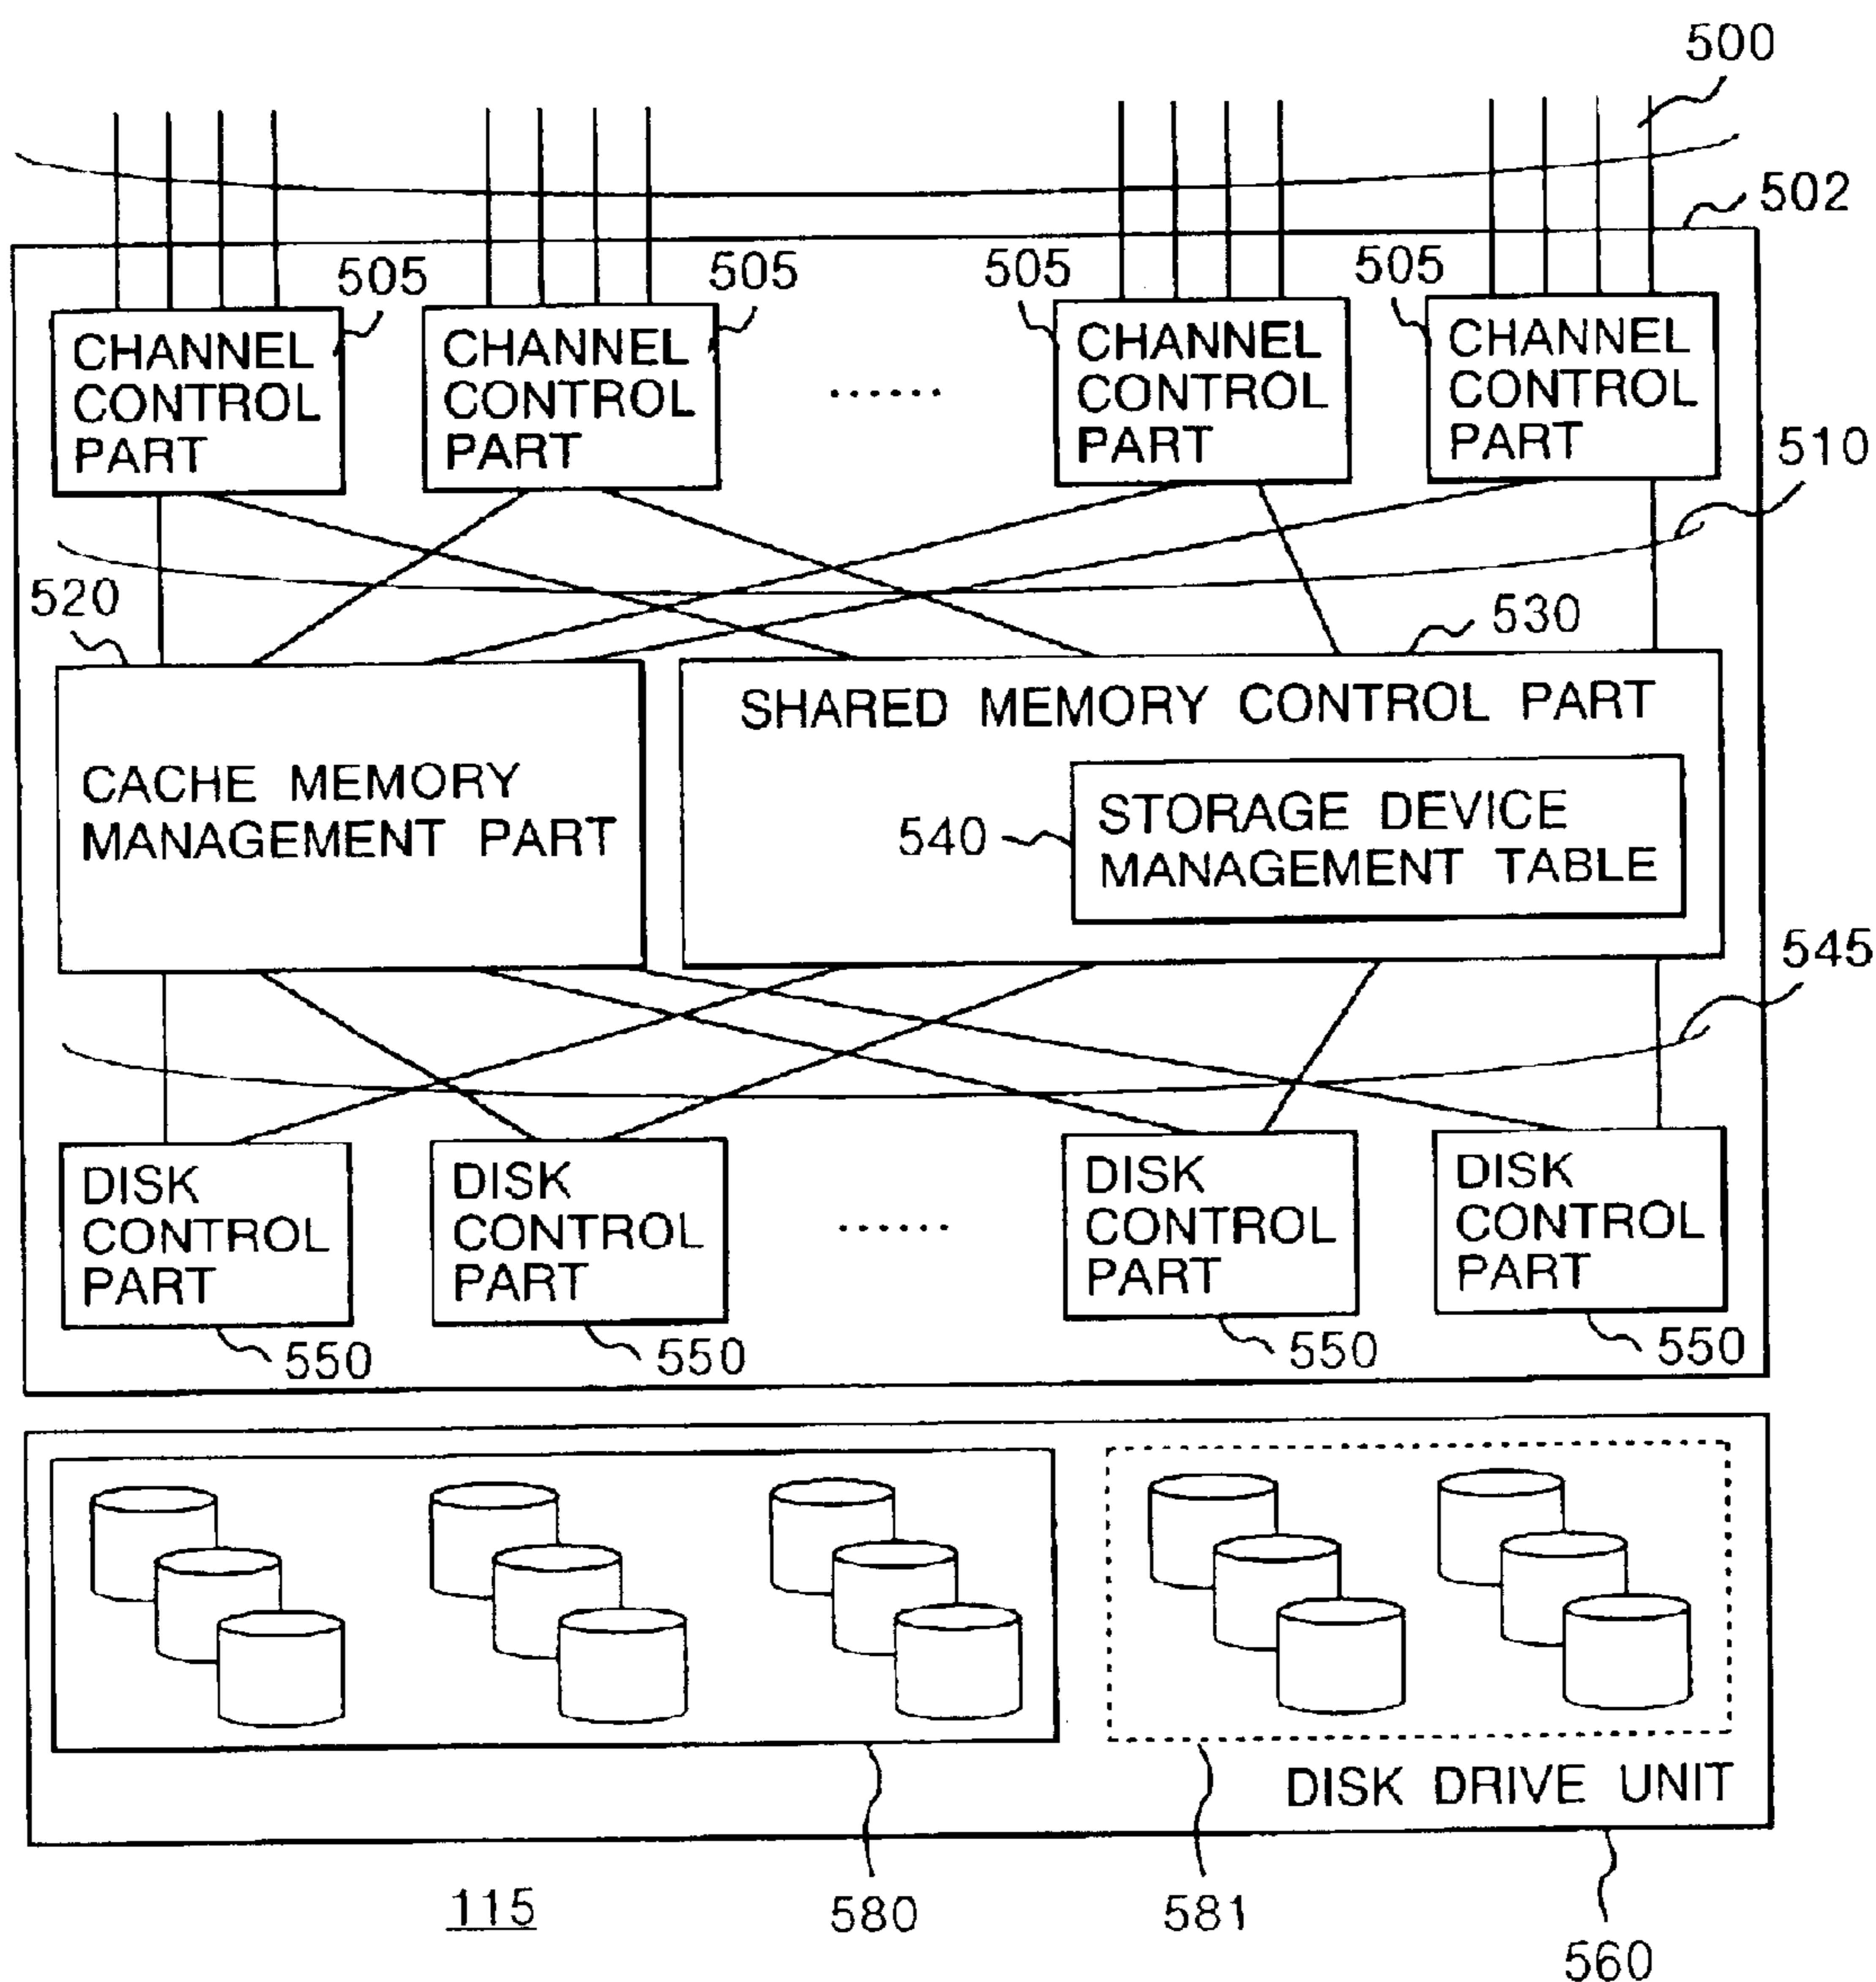 500
502
505
505
505
505
CHANNEL
CONTROL
PART
CHANNEL
CONTROL
PART
......
CHANNEL
CONTROL
PART
CHANNEL
CONTROL
PART
510
520
530
CACHE MEMORY
MANAGEMENT PART
SHARED MEMORY CONTROL PART
540
STORAGE DEVICE
MANAGEMENT TABLE
545
DISK
CONTROL
PART
DISK
CONTROL
PART
......
DISK
CONTROL
PART
DISK
CONTROL
PART
550
550
550
550
DISK DRIVE UNIT
115
580
581
560